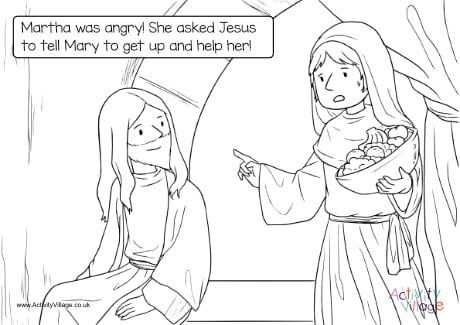 Martha was angry! She asked Jesus
to tell Mary to get up and help her!
www.ActivityVillage.co.uk
Activity
Village